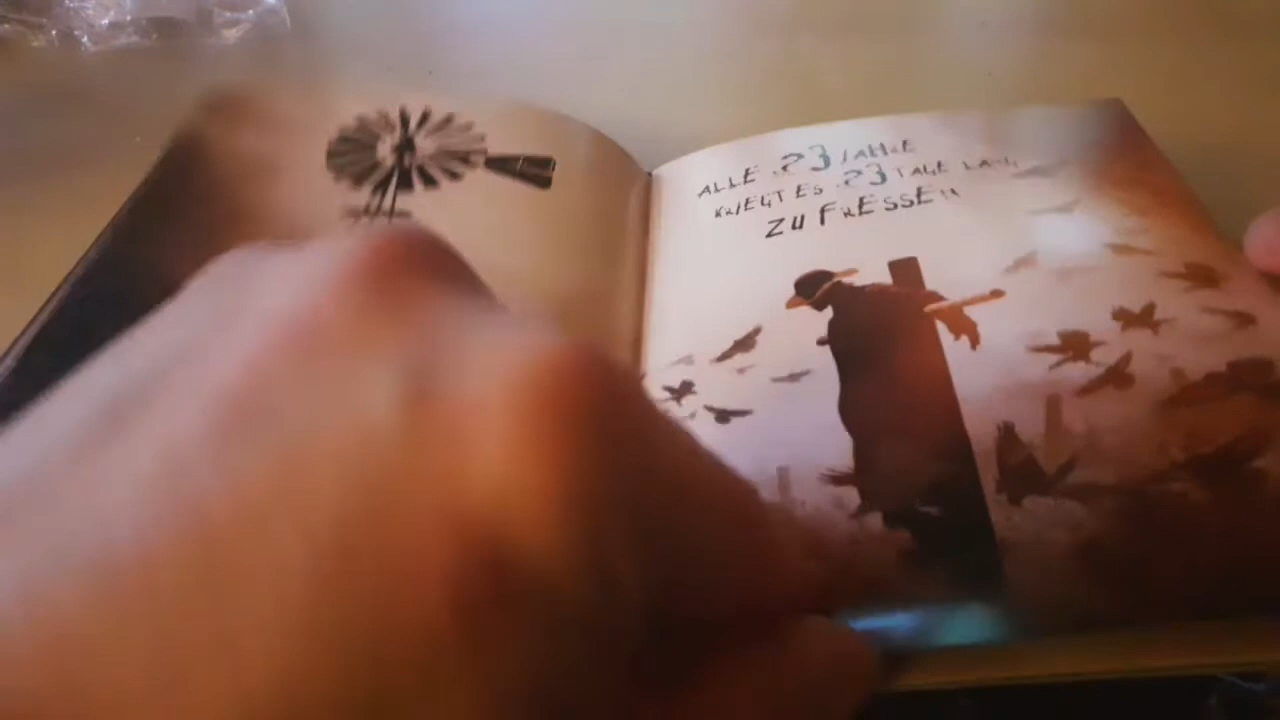 ALLE 23 JAHRE
KRIEGT ES 23 TAGE LANG
ZU FRESSEN